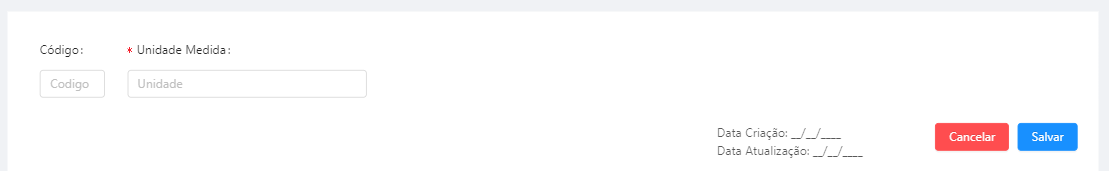 Código:
* Unidade Medida:
Codigo
Unidade
Data Criação: __/__/____
Cancelar
Salvar
Data Atualização: __/__/____